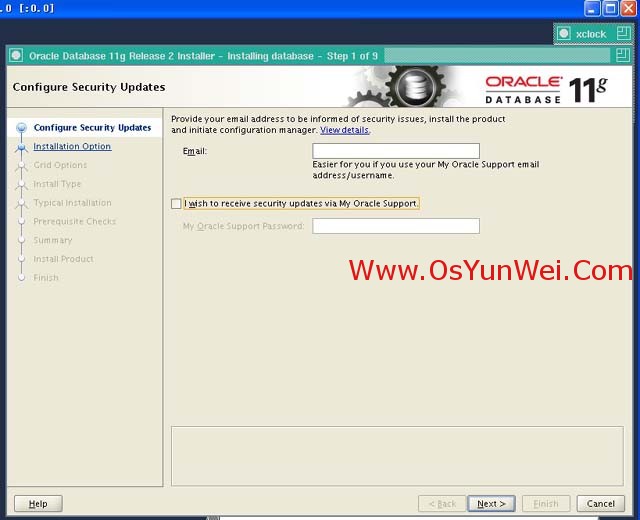 .0 [:0.0]
xclock
Oracle Database 11g Release 2 Installer - Installing database - Step 1 of 9
Configure Security Updates
ORACLE
DATABASE 11g
Configure Security Updates
Installation Option
Grid Options
Install Type
Typical Installation
Prerequisite Checks
Summary
Install Product
Finish
Provide your email address to be informed of security issues, install the product
and initiate configuration manager. View details.
Email:
Easier for you if you use your My Oracle Support email
address/username.
I wish to receive security updates via My Oracle Support.
My Oracle Support Password:
Www.OsYunWei.Com
Help
< Back
Next >
Finish
Cancel